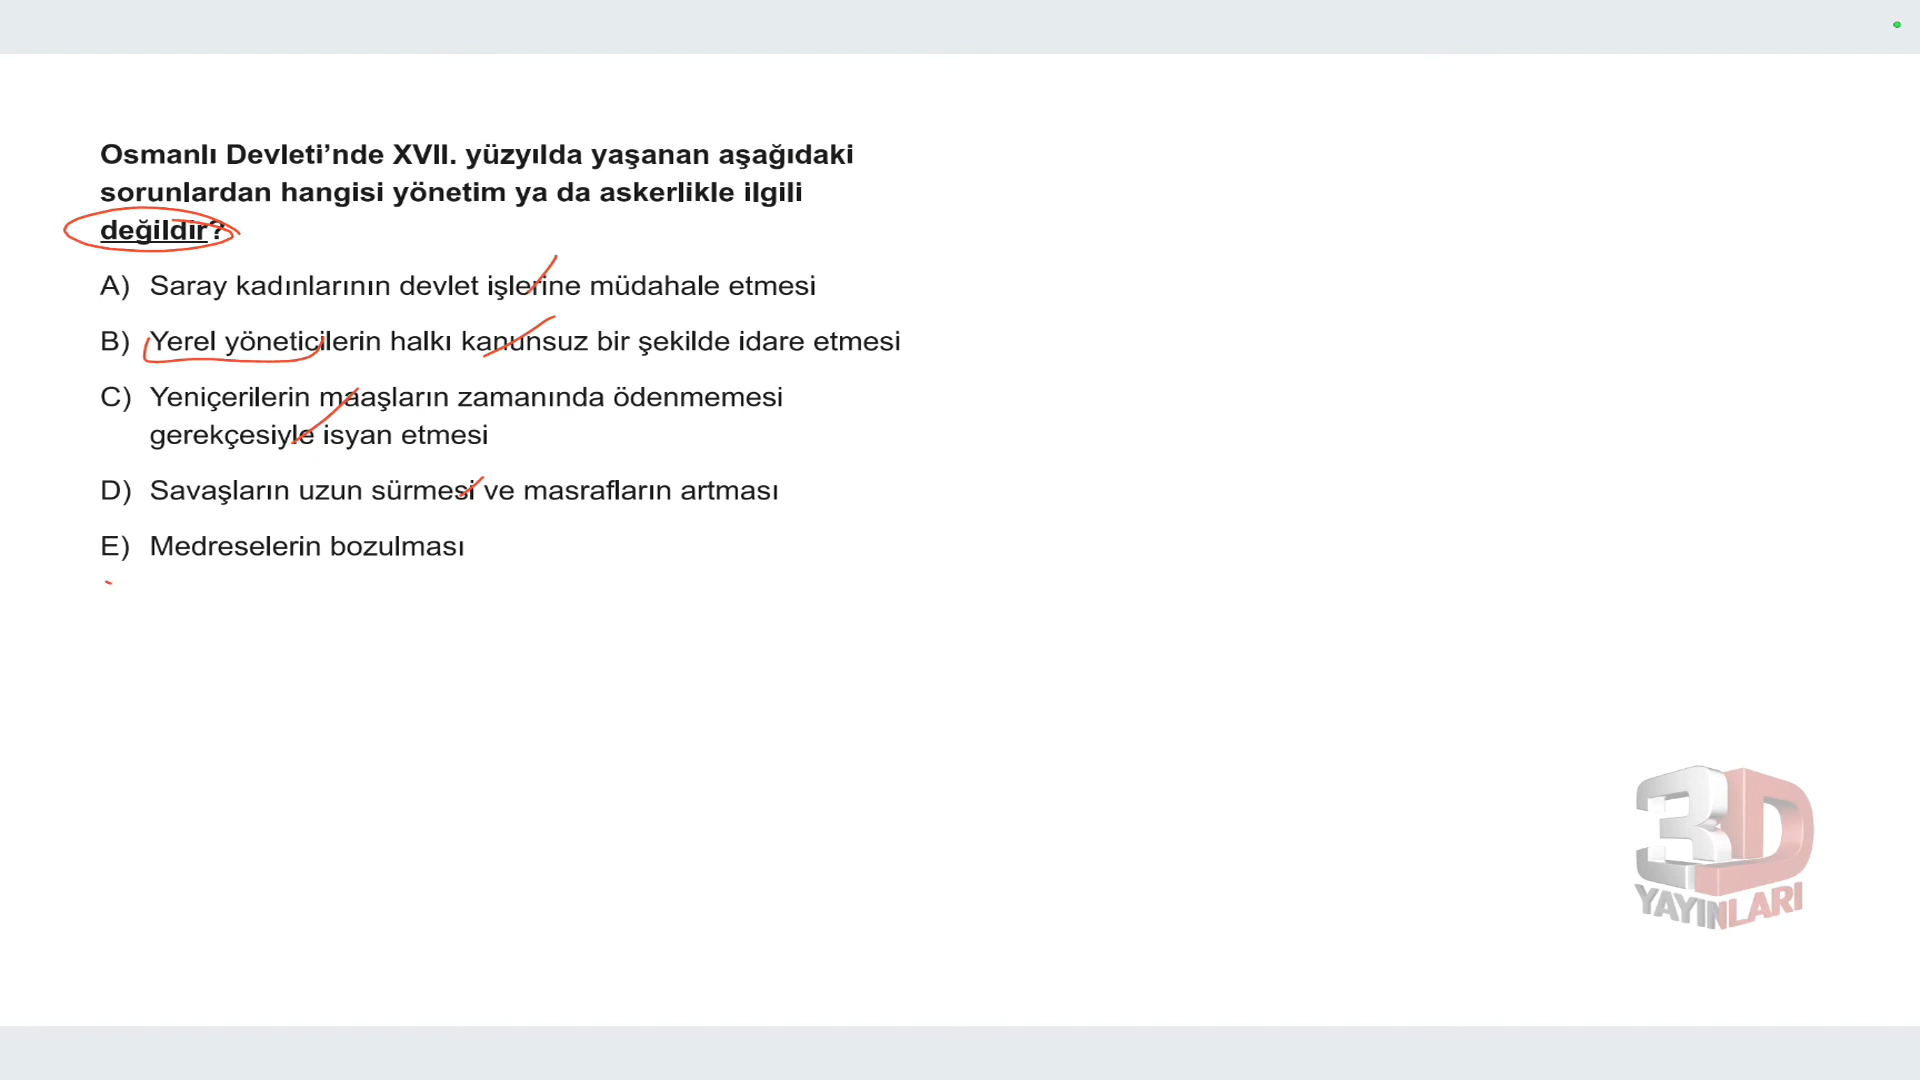 Osmanlı Devleti’nde XVII. yüzyılda yaşanan aşağıdaki
sorunlardan hangisi yönetim ya da askerlikle ilgili
değildir?
A) Saray kadınlarının devlet işlerine müdahale etmesi
B) Yerel yöneticilerin halkı kanunsuz bir şekilde idare etmesi
C) Yeniçerilerin maaşların zamanında ödenmemesi
gerekçesiyle isyan etmesi
D) Savaşların uzun sürmesi ve masrafların artması
E) Medreselerin bozulması
3D
YAYINLARI